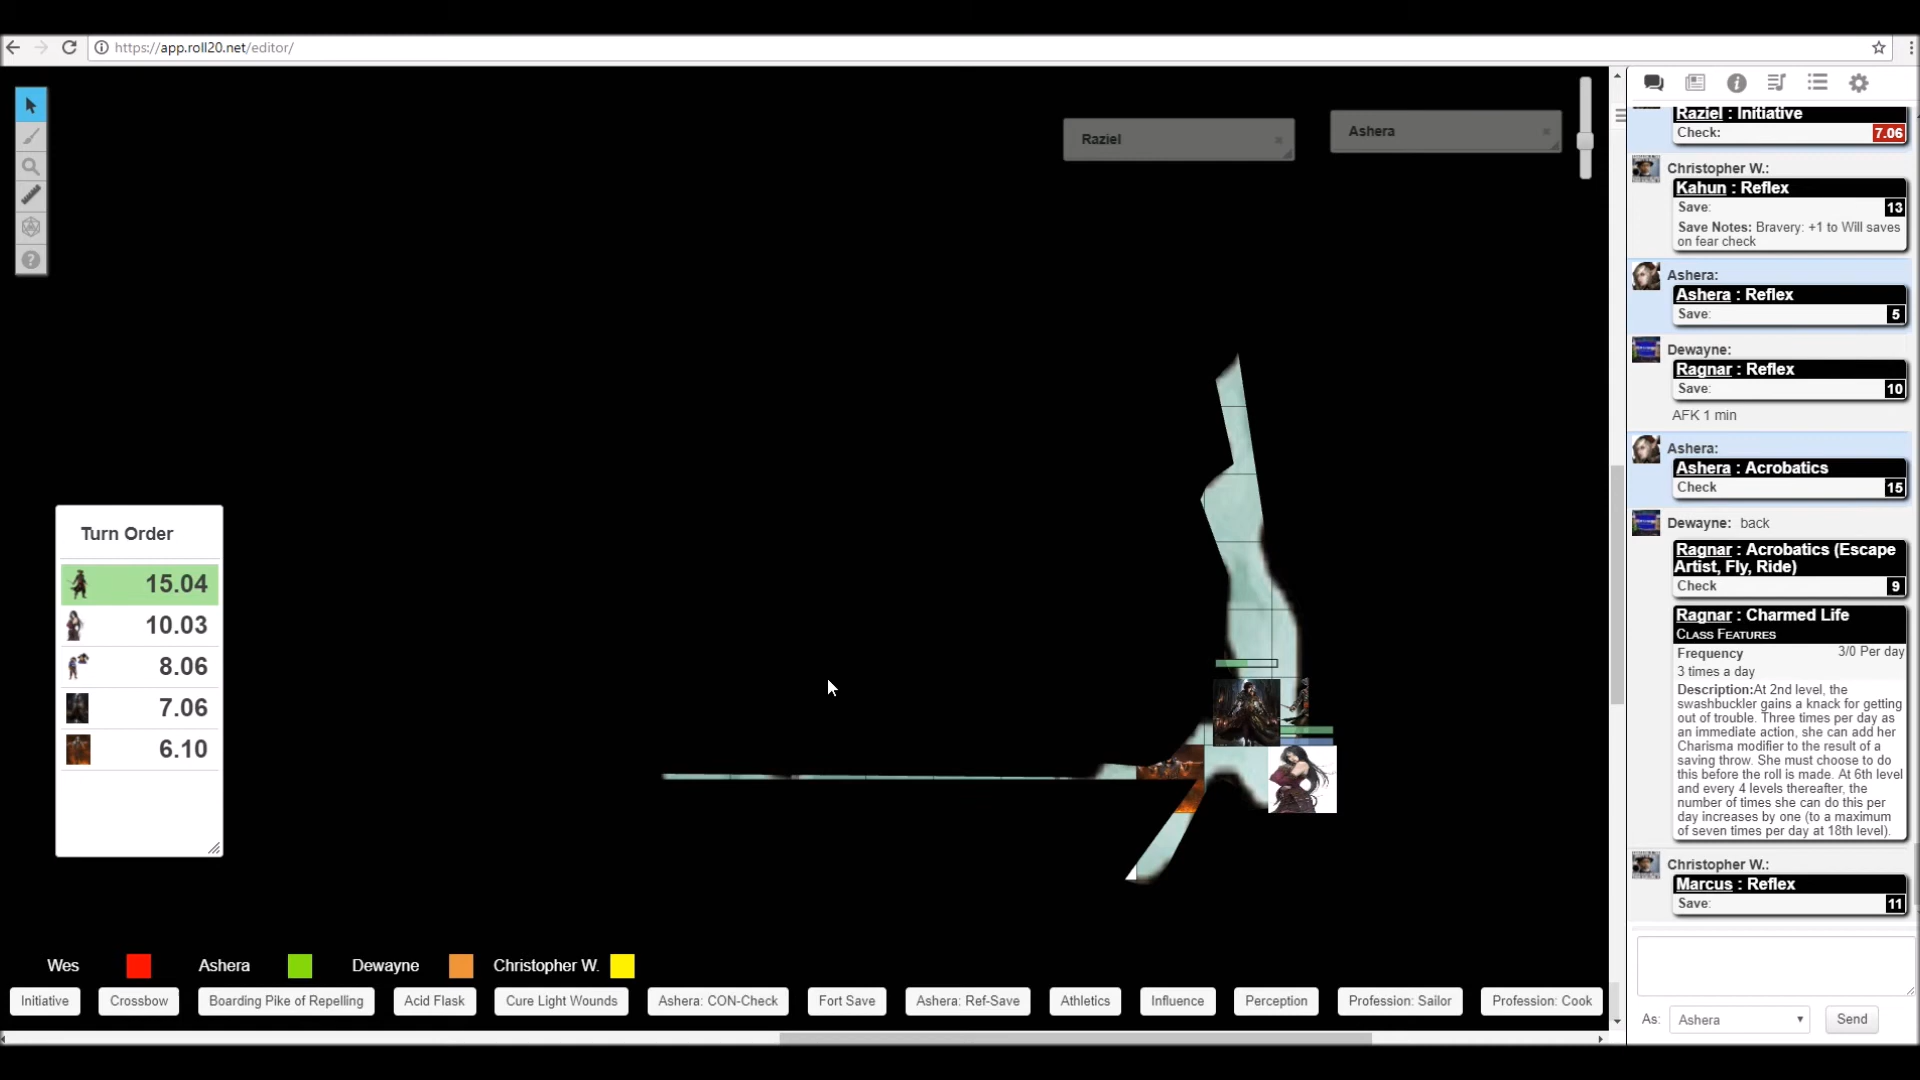 https://app.roll20.net/editor/
Raziel ×
Ashera ×
Turn Order
15.04
10.03
8.06
7.06
6.10
Wes
Ashera
Dewayne
Christopher W.
Initiative
Crossbow
Boarding Pike of Repelling
Acid Flask
Cure Light Wounds
Ashera: CON-Check
Fort Save
Ashera: Ref-Save
Athletics
Influence
Perception
Profession: Sailor
Profession: Cook
Raziel : Initiative
Check: 7.06
Christopher W.:
Kahun : Reflex
Save: 13
Save Notes: Bravery: +1 to Will saves
on fear check
Ashera:
Ashera : Reflex
Save: 5
Dewayne:
Ragnar : Reflex
Save: 10
AFK 1 min
Ashera:
Ashera : Acrobatics
Check 15
Dewayne: back
Ragnar : Acrobatics (Escape
Artist, Fly, Ride)
Check 9
Ragnar : Charmed Life
Class Features
Frequency 3/0 Per day
3 times a day
Description:At 2nd level, the
swashbuckler gains a knack for getting
out of trouble. Three times per day as
an immediate action, she can add her
Charisma modifier to the result of a
saving throw. She must choose to do
this before the roll is made. At 6th level
and every 4 levels thereafter, the
number of times she can do this per
day increases by one (to a maximum
of seven times per day at 18th level).
Christopher W.:
Marcus : Reflex
Save: 11
As: Ashera
Send